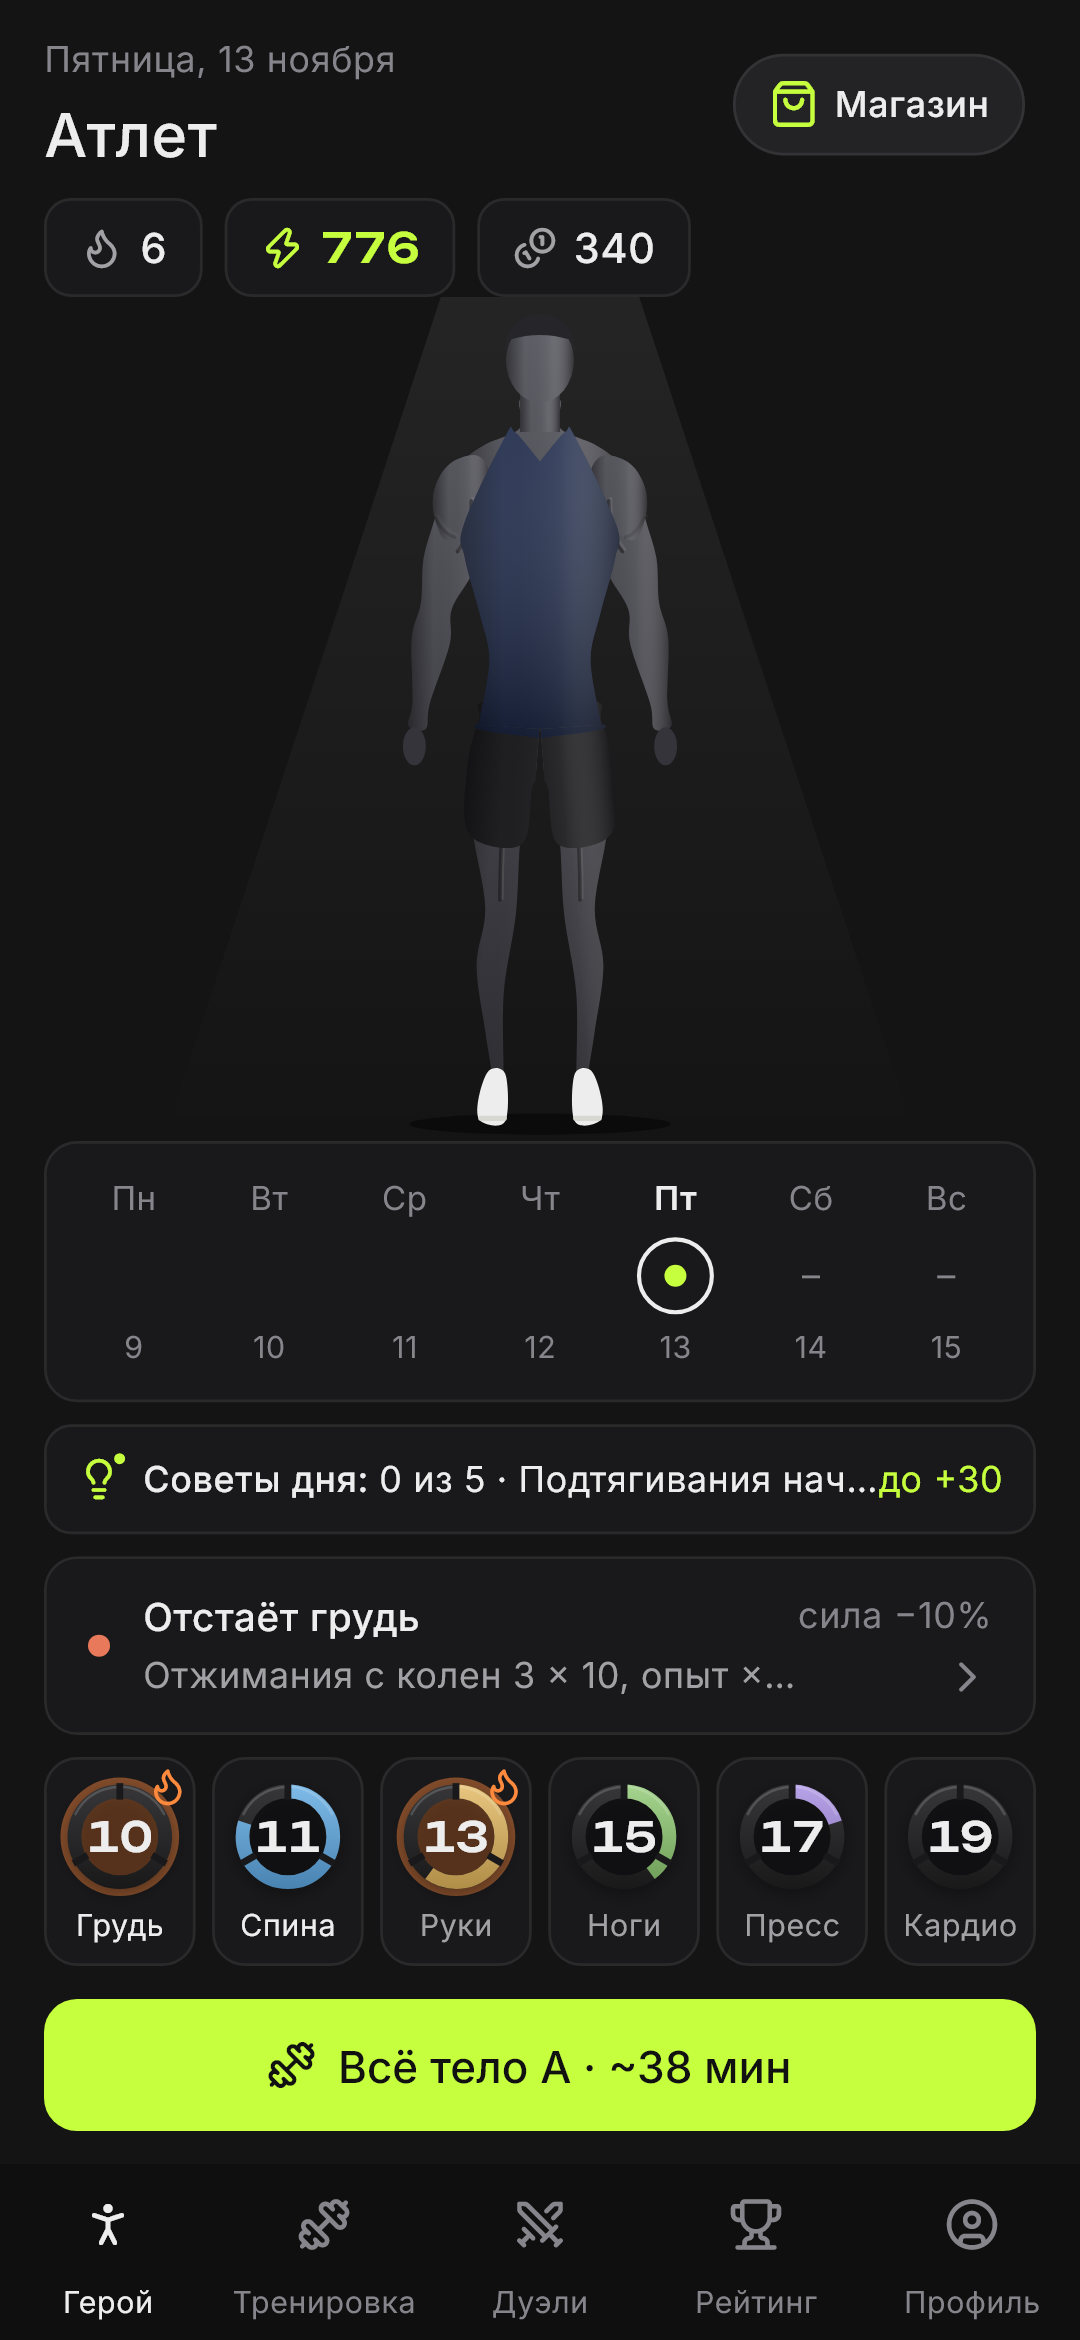 Пятница, 13 ноября
Атлет
Магазин
6
776
340
Пн Вт Ср Чт Пт Сб Вс
– –
9 10 11 12 13 14 15
Советы дня: 0 из 5 · Подтягивания нач...до +30
Отстаёт грудь
сила −10%
Отжимания с колен 3 × 10, опыт ×...
10 11 13 15 17 19
Грудь Спина Руки Ноги Пресс Кардио
Всё тело А · ~38 мин
Герой Тренировка Дуэли Рейтинг Профиль